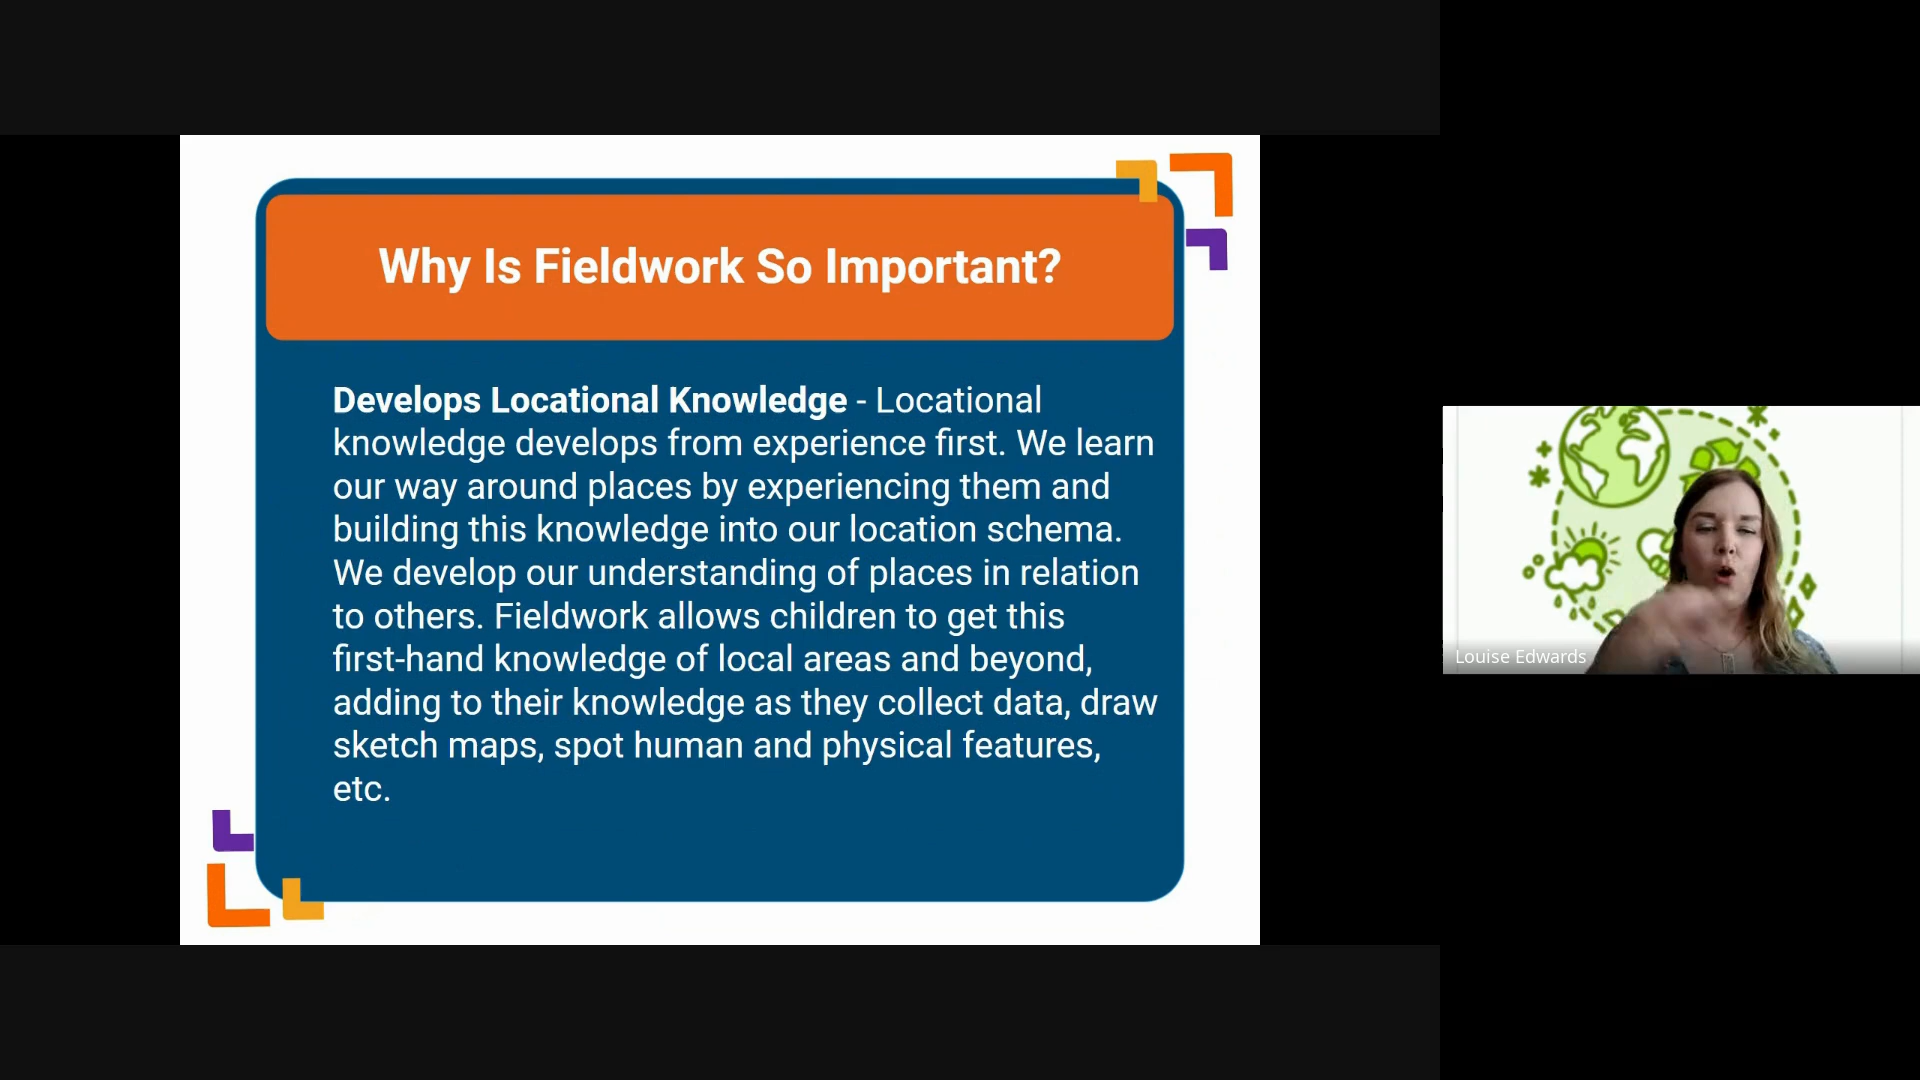 Why Is Fieldwork So Important?
Develops Locational Knowledge - Locational
knowledge develops from experience first. We learn
our way around places by experiencing them and
building this knowledge into our location schema.
We develop our understanding of places in relation
to others. Fieldwork allows children to get this
first-hand knowledge of local areas and beyond,
adding to their knowledge as they collect data, draw
sketch maps, spot human and physical features,
etc.
Louise Edwards